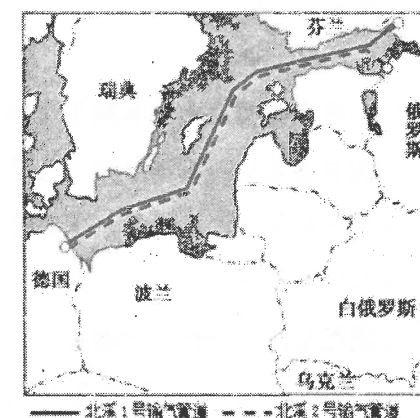 芬兰
瑞典
俄罗斯
德国
波兰
白俄罗斯
乌克兰
北溪1号输气管道 北溪2号输气管道